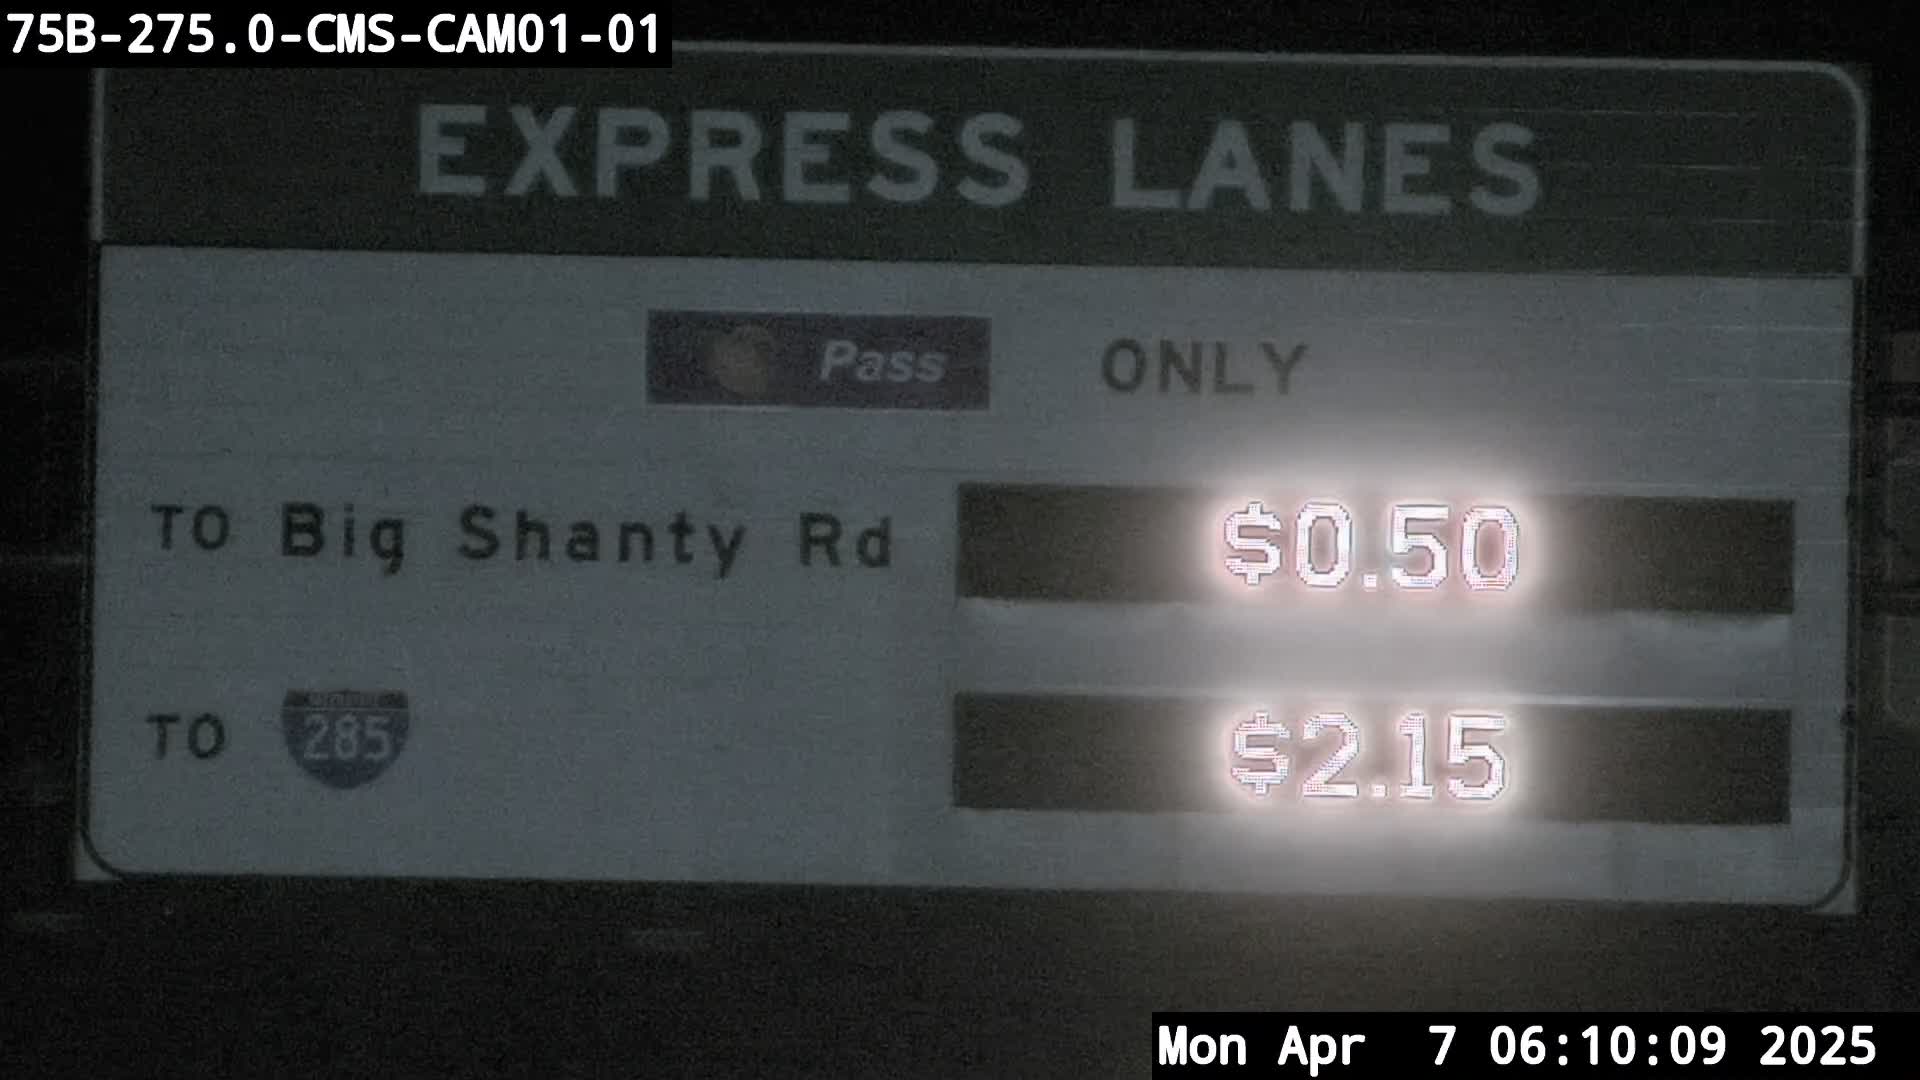 75B-275.0-CMS-CAM01-01
EXPRESS LANES
Pass ONLY
TO Big Shanty Rd $0.50
TO 285 $2.15
Mon Apr 7 06:10:09 2025